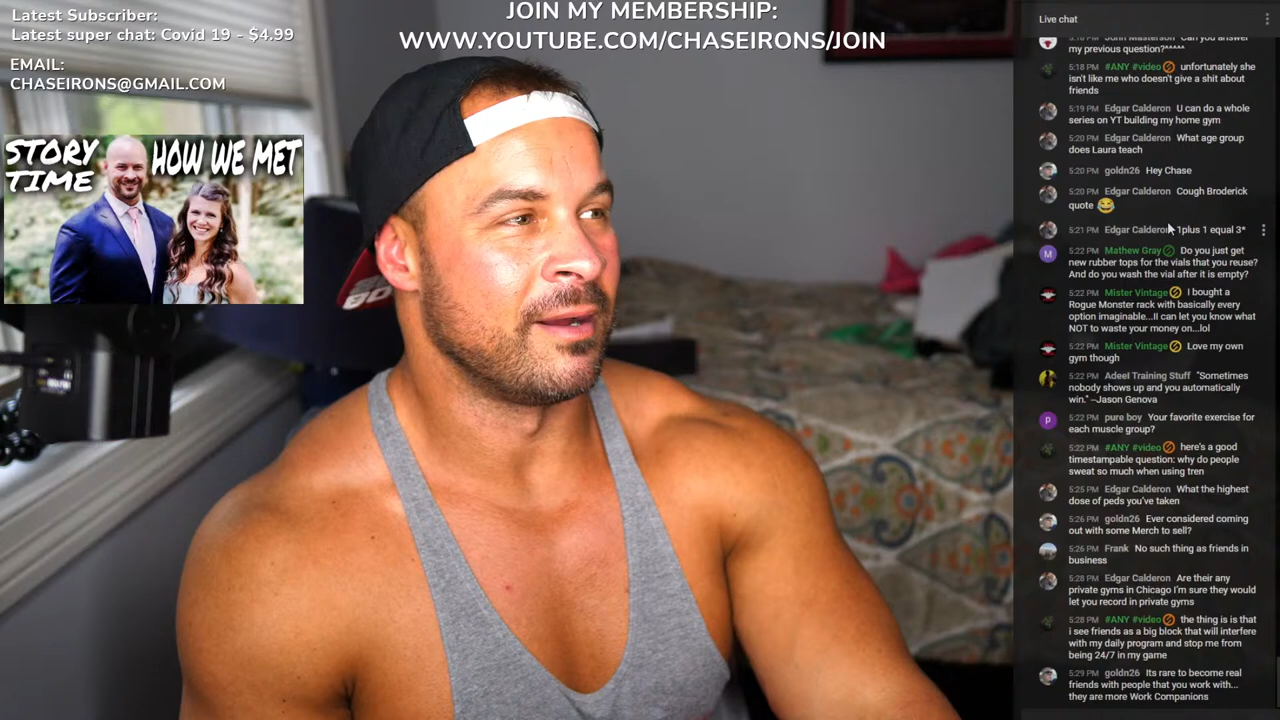 Latest Subscriber:
Latest super chat: Covid 19 - $4.99
EMAIL:
CHASEIRONS@GMAIL.COM
JOIN MY MEMBERSHIP:
WWW.YOUTUBE.COM/CHASEIRONS/JOIN
STORY TIME
HOW WE MET
Live chat
5:18 PM John Masterson Can you answer
my previous question?^^^^^
5:18 PM #ANY #video unfortunately she
isn't like me who doesn't give a shit about
friends
5:19 PM Edgar Calderon U can do a whole
series on YT building my home gym
5:20 PM Edgar Calderon What age group
does Laura teach
5:20 PM goldn26 Hey Chase
5:20 PM Edgar Calderon Cough Broderick
quote 😂
5:21 PM Edgar Calderon 1plus 1 equal 3*
M
5:22 PM Mathew Gray Do you just get
new rubber tops for the vials that you reuse?
And do you wash the vial after it is empty?
5:22 PM Mister Vintage I bought a
Rogue Monster rack with basically every
option imaginable...II can let you know what
NOT to waste your money on...lol
5:22 PM Mister Vintage Love my own
gym though
5:22 PM Adeel Training Stuff "Sometimes
nobody shows up and you automatically
win." –Jason Genova
p
5:22 PM pure boy Your favorite exercise for
each muscle group?
5:22 PM #ANY #video here's a good
timestampable question: why do people
sweat so much when using tren
5:25 PM Edgar Calderon What the highest
dose of peds you've taken
5:26 PM goldn26 Ever considered coming
out with some Merch to sell?
5:26 PM Frank No such thing as friends in
business
5:28 PM Edgar Calderon Are their any
private gyms in Chicago I'm sure they would
let you record in private gyms
5:28 PM #ANY #video the thing is is that
i see friends as a big block that will interfere
with my daily program and stop me from
being 24/7 in my game
5:29 PM goldn26 Its rare to become real
friends with people that you work with...
they are more Work Companions